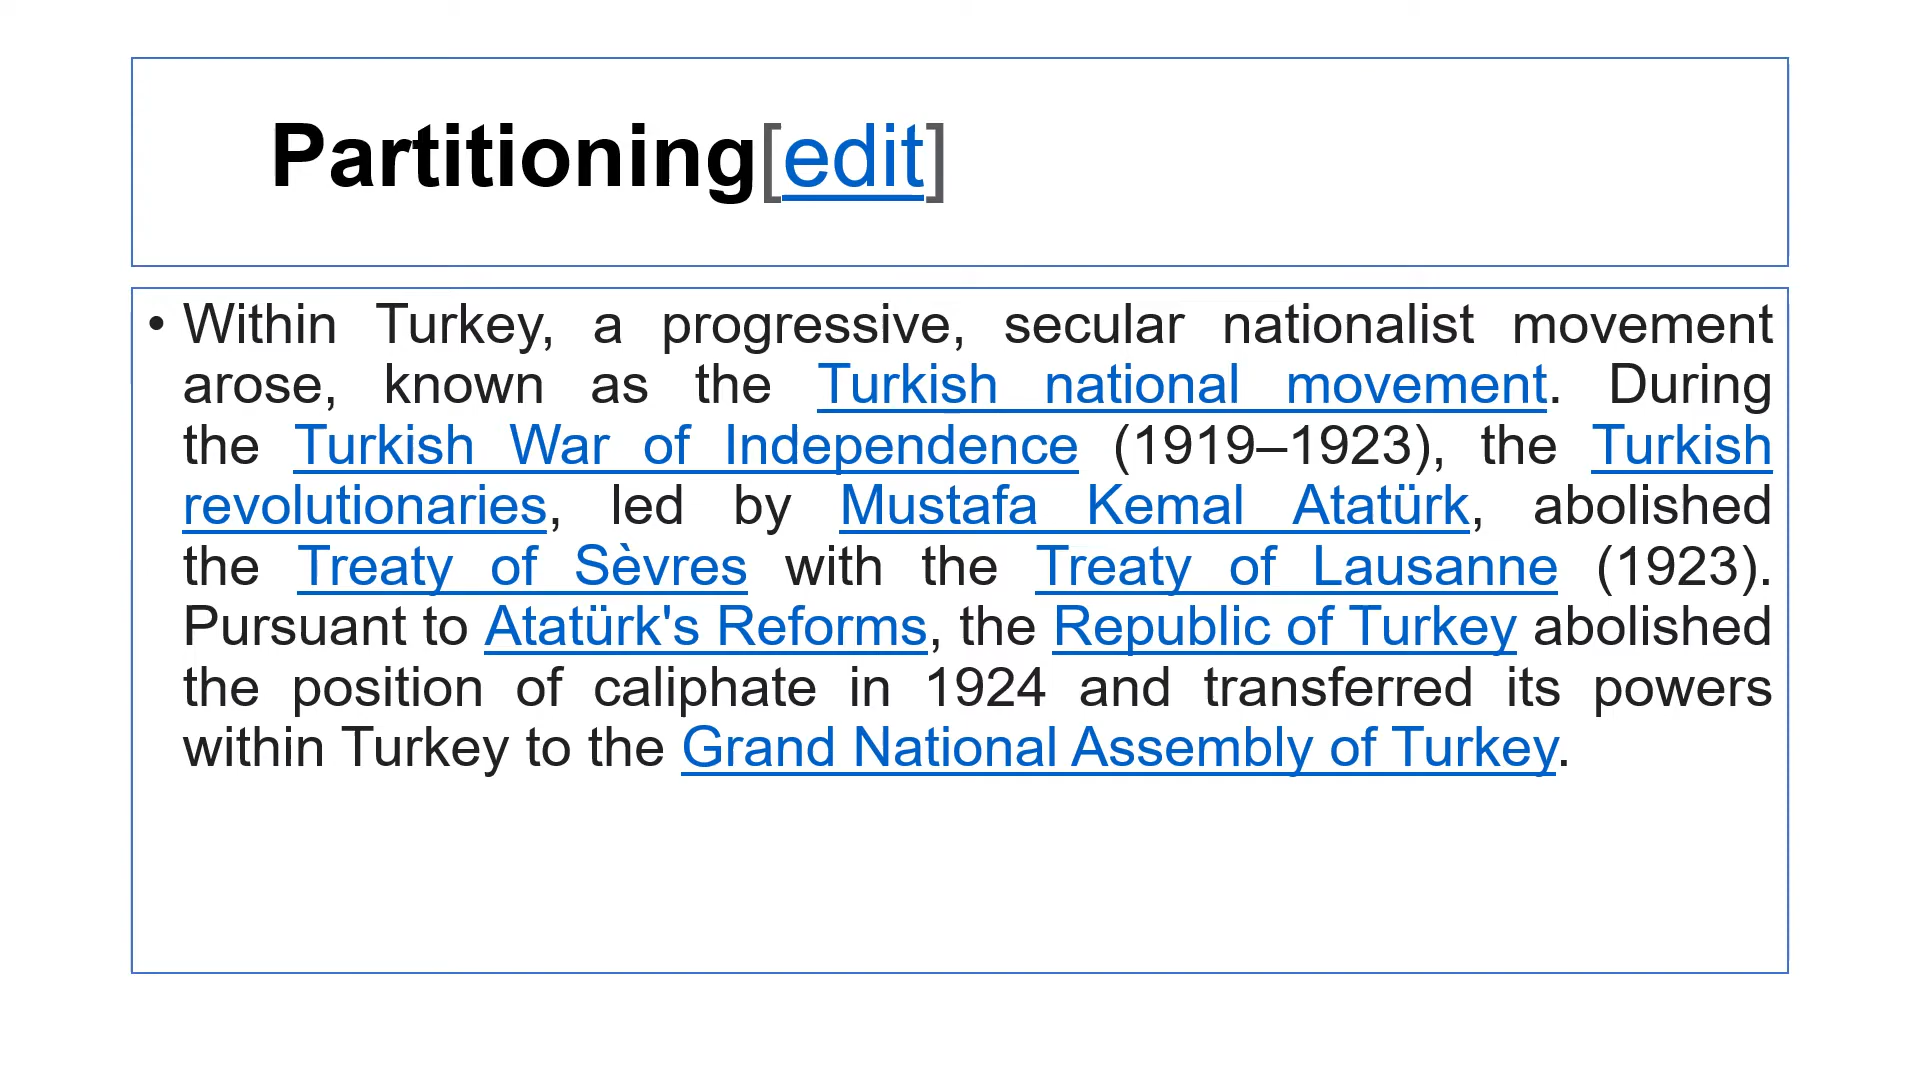 Partitioning[edit]
• Within Turkey, a progressive, secular nationalist movement
arose, known as the Turkish national movement. During
the Turkish War of Independence (1919–1923), the Turkish
revolutionaries, led by Mustafa Kemal Atatürk, abolished
the Treaty of Sèvres with the Treaty of Lausanne (1923).
Pursuant to Atatürk's Reforms, the Republic of Turkey abolished
the position of caliphate in 1924 and transferred its powers
within Turkey to the Grand National Assembly of Turkey.